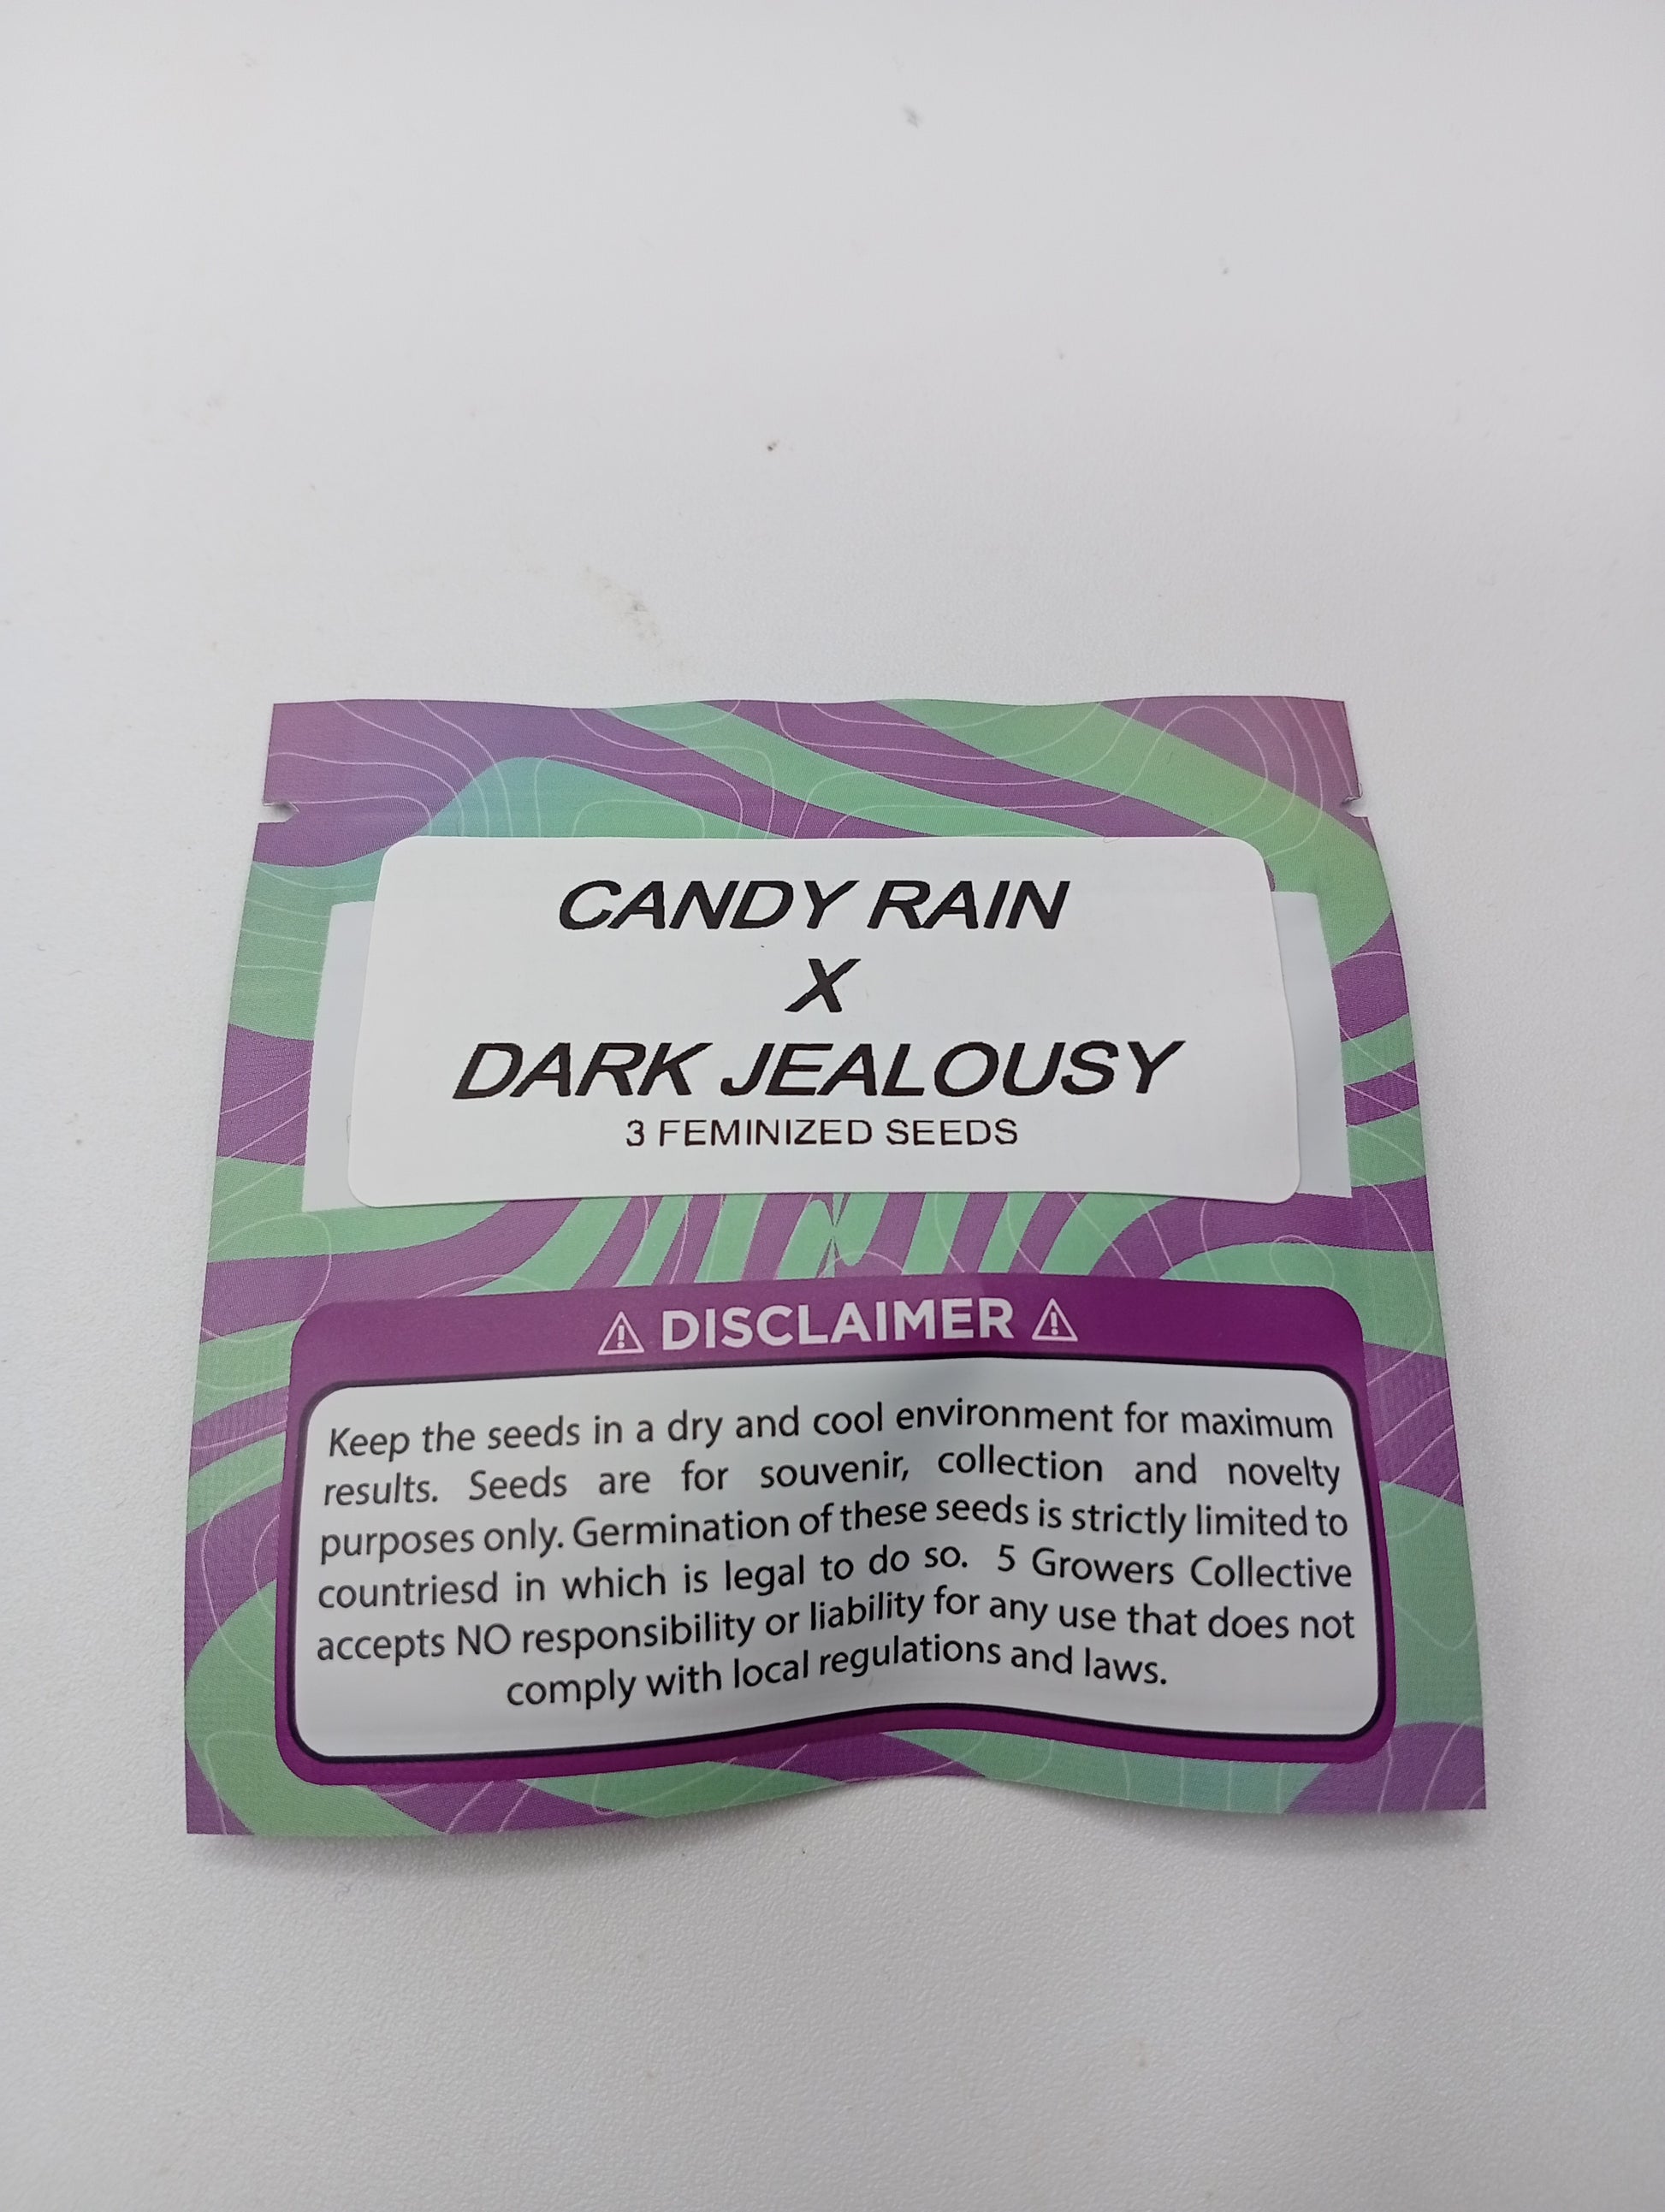 CANDY RAIN
X
DARK JEALOUSY
3 FEMINIZED SEEDS
DISCLAIMER
Keep the seeds in a dry and cool environment for maximum
results. Seeds are for souvenir, collection and novelty
purposes only. Germination of these seeds is strictly limited to
countriesd in which is legal to do so. 5 Growers Collective
accepts NO responsibility or liability for any use that does not
comply with local regulations and laws.